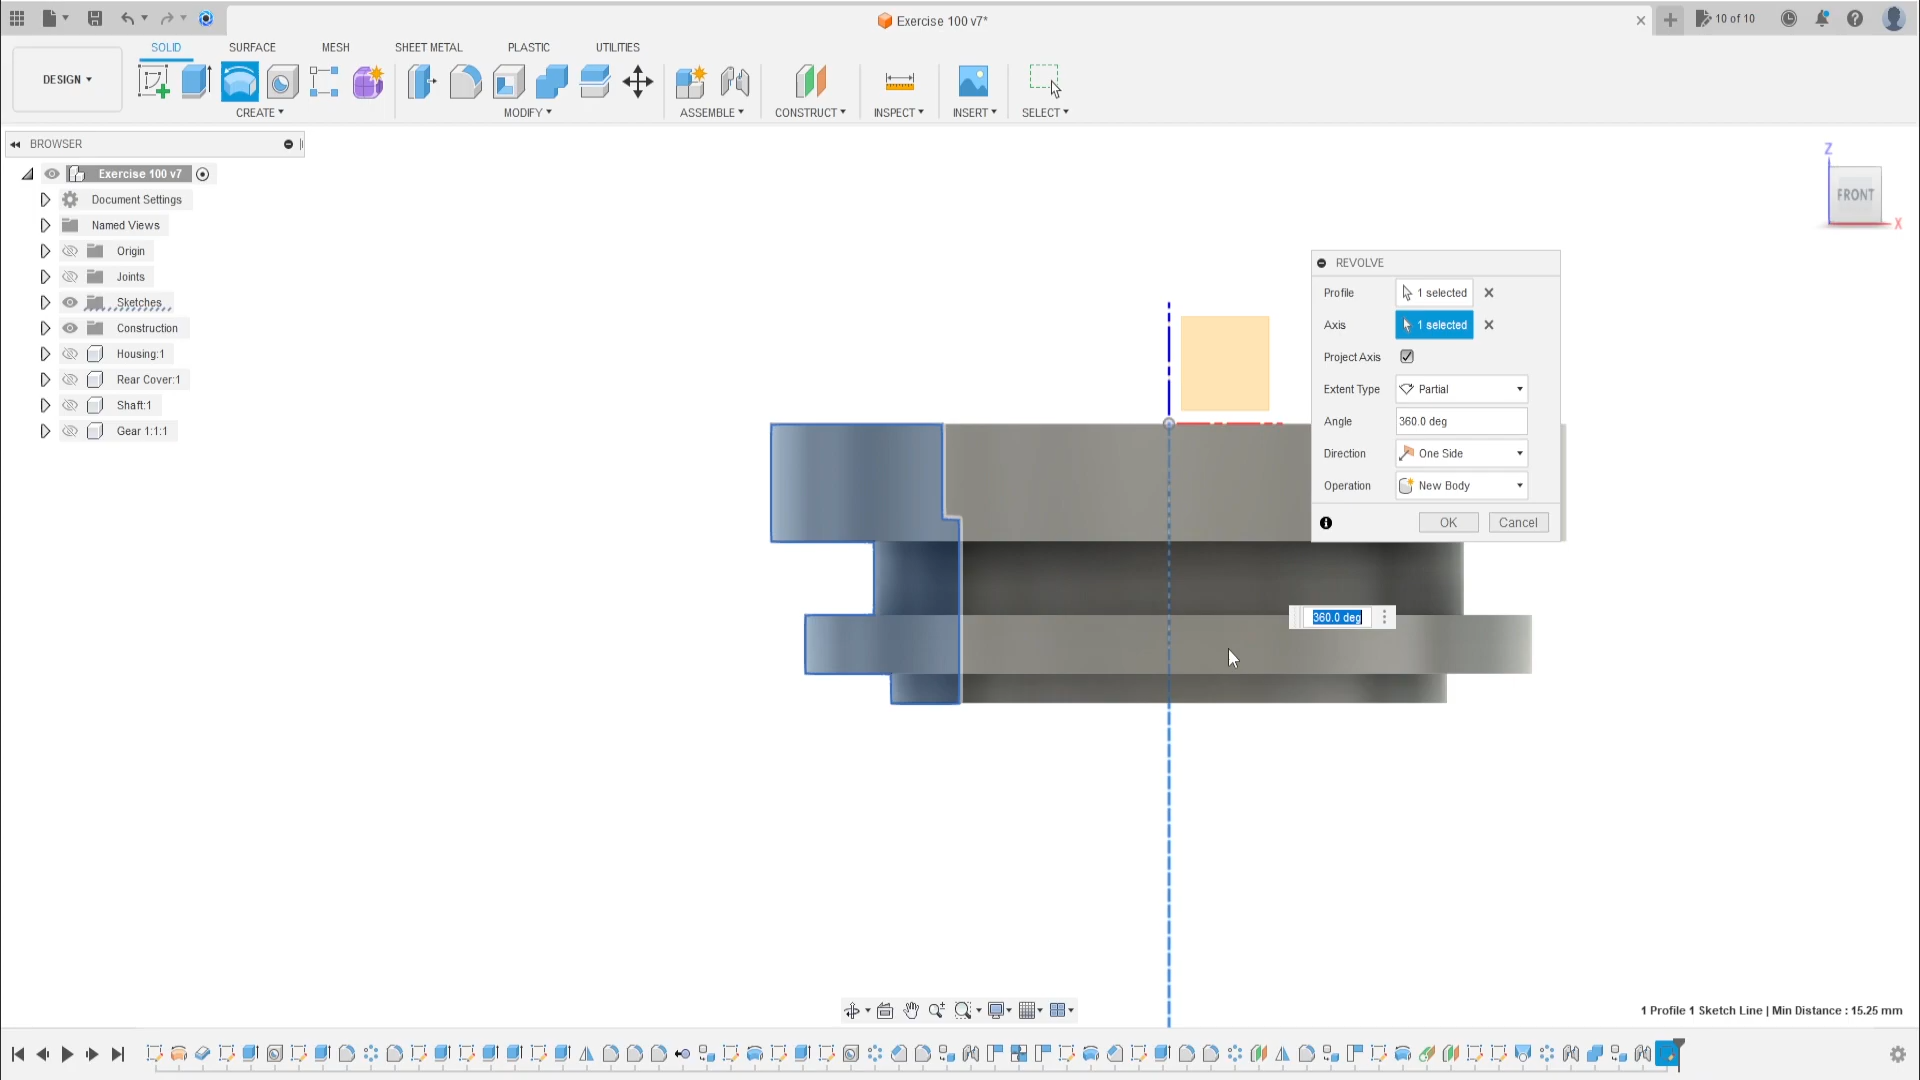 Exercise 100 v7*
10 of 10
SOLID
SURFACE
MESH
SHEET METAL
PLASTIC
UTILITIES
DESIGN
CREATE
MODIFY
ASSEMBLE
CONSTRUCT
INSPECT
INSERT
SELECT
BROWSER
Exercise 100 v7
Document Settings
Named Views
Origin
Joints
Sketches
Construction
Housing:1
Rear Cover:1
Shaft:1
Gear 1:1:1
Z
FRONT
X
REVOLVE
Profile
1 selected
Axis
1 selected
Project Axis
Extent Type
Partial
Angle
360.0 deg
Direction
One Side
Operation
New Body
OK
Cancel
360.0 deg
1 Profile 1 Sketch Line | Min Distance : 15.25 mm